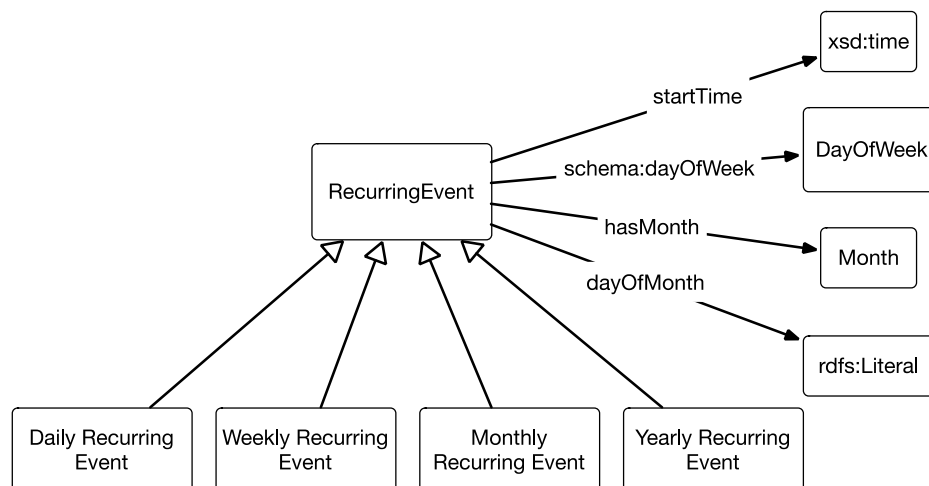 xsd:time
startTime
DayOfWeek
schema:dayOfWeek
RecurringEvent
hasMonth
Month
dayOfMonth
rdfs:Literal
Daily Recurring
Event
Weekly Recurring
Event
Monthly
Recurring Event
Yearly Recurring
Event